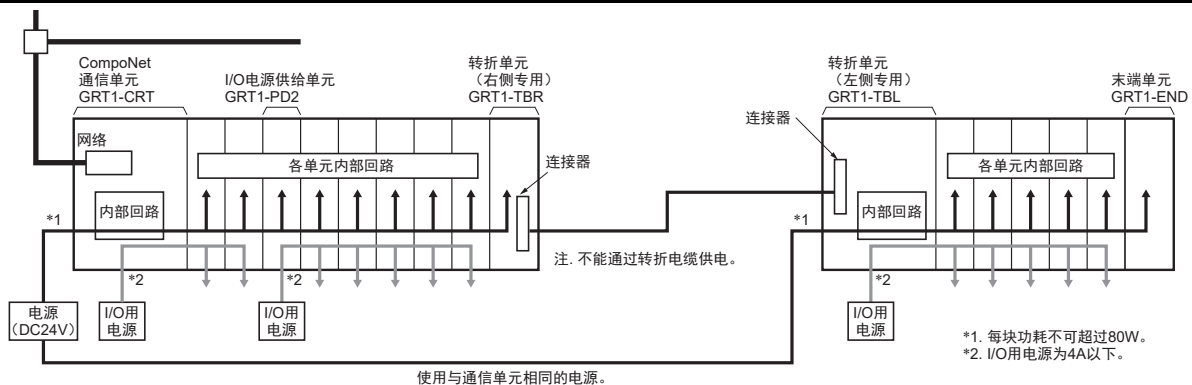 CompoNet
通信单元
GRT1-CRT
I/O电源供给单元
GRT1-PD2
转折单元
（右侧专用）
GRT1-TBR
转折单元
（左侧专用）
GRT1-TBL
末端单元
GRT1-END
网络
各单元内部回路
连接器
连接器
各单元内部回路
*1
内部回路
*1
内部回路
注. 不能通过转折电缆供电。
*2
*2
*2
电源
（DC24V）
I/O用
电源
I/O用
电源
I/O用
电源
*1. 每块功耗不可超过80W。
*2. I/O用电源为4A以下。
使用与通信单元相同的电源。